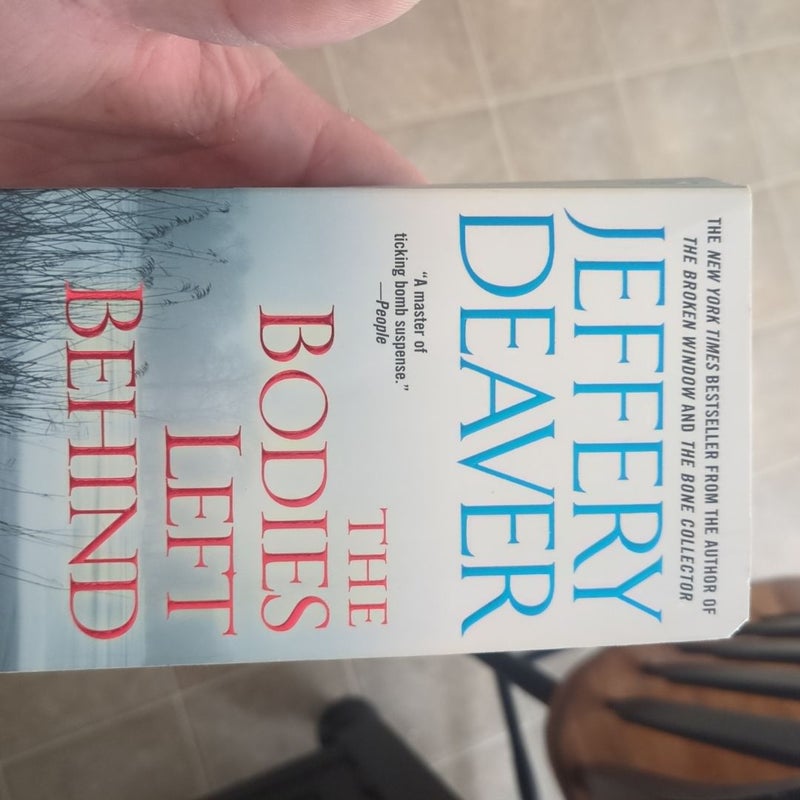 THE NEW YORK TIMES BESTSELLER FROM THE AUTHOR OF
THE BROKEN WINDOW AND THE BONE COLLECTOR
JEFFERY
DEAVER
“A master of
ticking bomb suspense.”
—People
THE
BODIES
LEFT
BEHIND